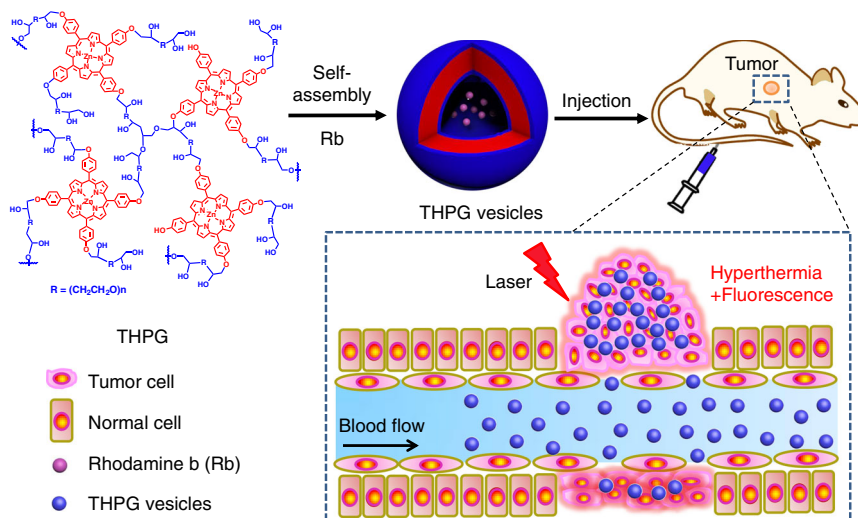 Self-
assembly
Rb
THPG vesicles
Injection
Tumor
R = (CH2CH2O)n
THPG
Tumor cell
Normal cell
Rhodamine b (Rb)
THPG vesicles
Laser
Hyperthermia
+Fluorescence
Blood flow